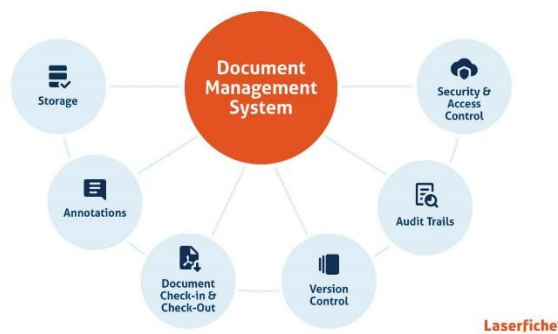 Document
Management
System
Storage
Security &
Access
Control
Annotations
Audit Trails
Document
Check-in &
Check-Out
Version
Control
Laserfiche